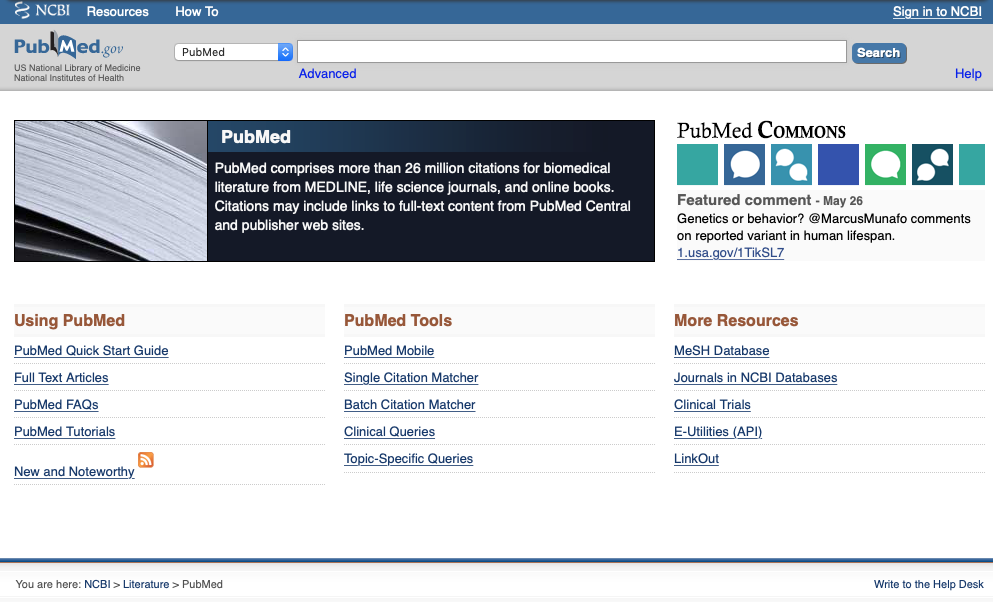 NCBI Resources How To Sign in to NCBI
PubMed.gov
US National Library of Medicine
National Institutes of Health
PubMed
Search
Advanced
Help
PubMed
PubMed comprises more than 26 million citations for biomedical
literature from MEDLINE, life science journals, and online books.
Citations may include links to full-text content from PubMed Central
and publisher web sites.
PubMed COMMONS
Featured comment - May 26
Genetics or behavior? @MarcusMunafo comments
on reported variant in human lifespan.
1.usa.gov/1TikSL7
Using PubMed
PubMed Quick Start Guide
Full Text Articles
PubMed FAQs
PubMed Tutorials
New and Noteworthy
PubMed Tools
PubMed Mobile
Single Citation Matcher
Batch Citation Matcher
Clinical Queries
Topic-Specific Queries
More Resources
MeSH Database
Journals in NCBI Databases
Clinical Trials
E-Utilities (API)
LinkOut
You are here: NCBI > Literature > PubMed
Write to the Help Desk